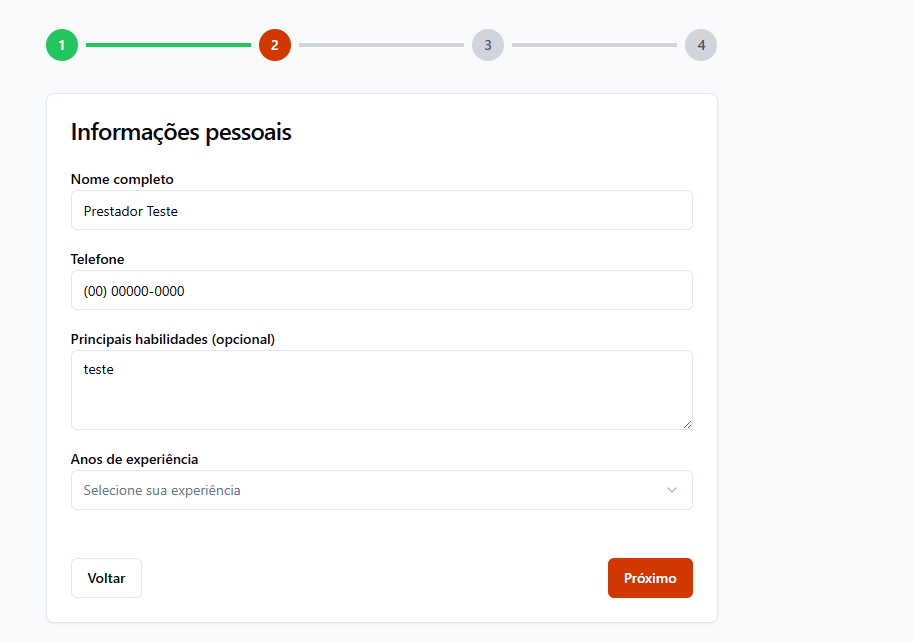 1
2
3
4
Informações pessoais
Nome completo
Prestador Teste
Telefone
(00) 00000-0000
Principais habilidades (opcional)
teste
Anos de experiência
Selecione sua experiência
Voltar
Próximo